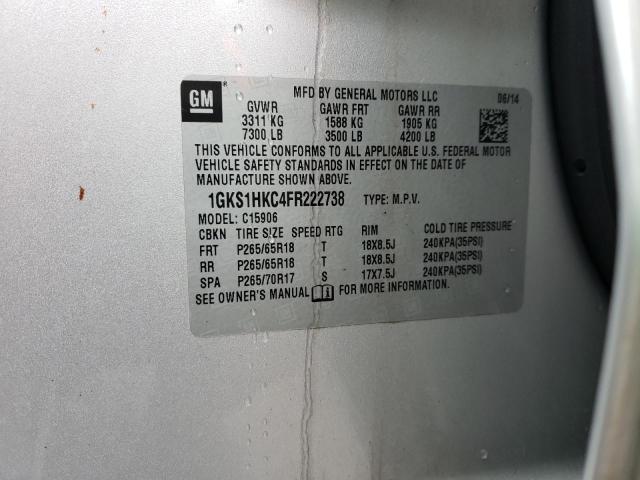 GM ®
MFD BY GENERAL MOTORS LLC 06/14
GVWR GAWR FRT GAWR RR
3311 KG 1588 KG 1905 KG
7300 LB 3500 LB 4200 LB
THIS VEHICLE CONFORMS TO ALL APPLICABLE U.S. FEDERAL MOTOR
VEHICLE SAFETY STANDARDS IN EFFECT ON THE DATE OF
MANUFACTURE SHOWN ABOVE.
1GKS1HKC4FR222738 TYPE: M.P.V.
MODEL: C15906
CBKN TIRE SIZE SPEED RTG RIM COLD TIRE PRESSURE
FRT P265/65R18 T 18X8.5J 240KPA(35PSI)
RR P265/65R18 T 18X8.5J 240KPA(35PSI)
SPA P265/70R17 S 17X7.5J 240KPA(35PSI)
SEE OWNER'S MANUAL FOR MORE INFORMATION.